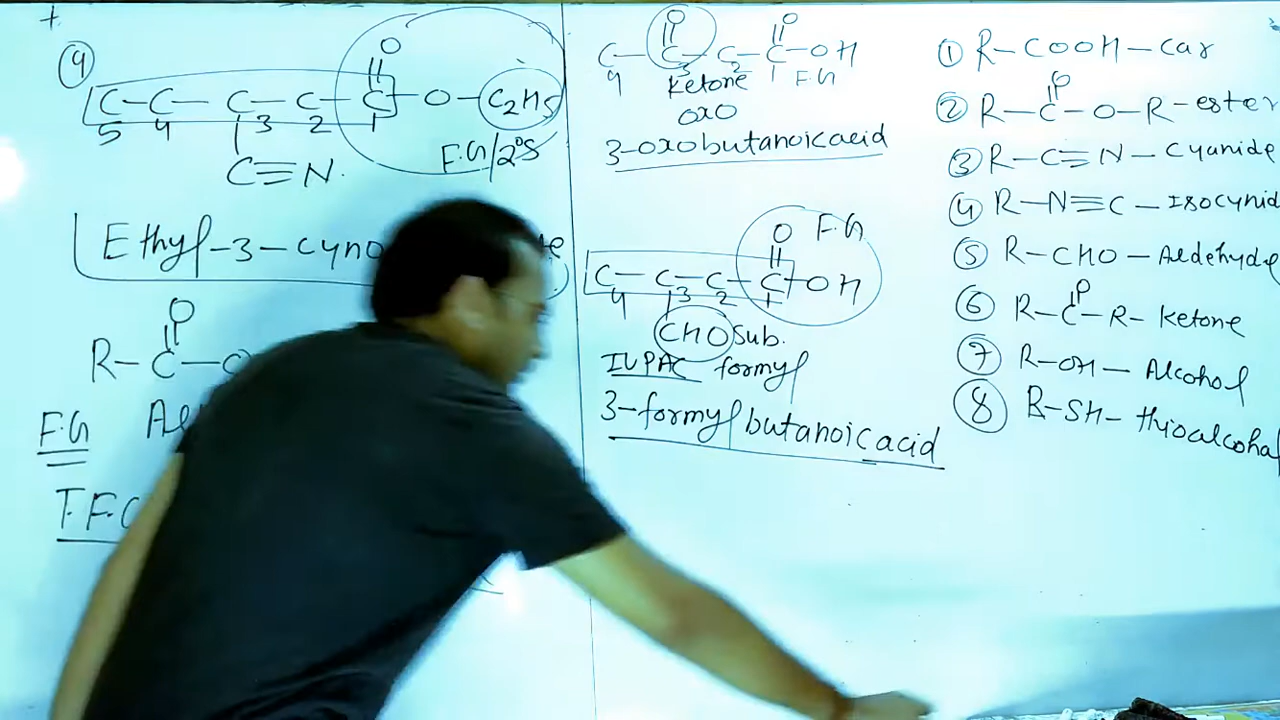 ④
O
C-C-C-C-C-O-C2H5
5 4 3 2 1
C≡N.
F.G/2°S
Ethyl-3-cyno
O
R-C-O
F.G
T.F.
O O
C-C-C-C-OH
4 3 2 1
Ketone F.G
oxo
3-oxobutanoicacid
O F.G
C-C-C-C-OH
4 3 2 1
CHO Sub.
IUPAC formyl
3-formylbutanoicacid
① R-COOH-Car
O
② R-C-O-R-ester
③ R-C≡N-Cyanide
④ R-N≡C-Isocynid
⑤ R-CHO-Aldehyde
O
⑥ R-C-R-Ketone
⑦ R-OH-Alcohol
⑧ R-SH-thioalcohal